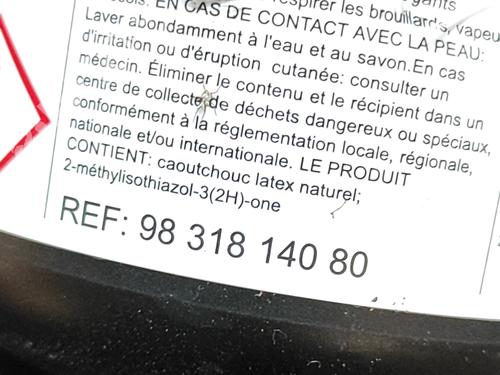 respirer les brouillards, vapeu
EN CAS DE CONTACT AVEC LA PEAU:
Laver abondamment à l'eau et au savon.En cas
d'irritation ou d'éruption cutanée: consulter un
médecin. Éliminer le contenu et le récipient dans un
centre de collecte de déchets dangereux ou spéciaux,
conformément à la réglementation locale, régionale,
nationale et/ou internationale. LE PRODUIT
CONTIENT: caoutchouc latex naturel;
2-méthylisothiazol-3(2H)-one
REF: 98 318 140 80